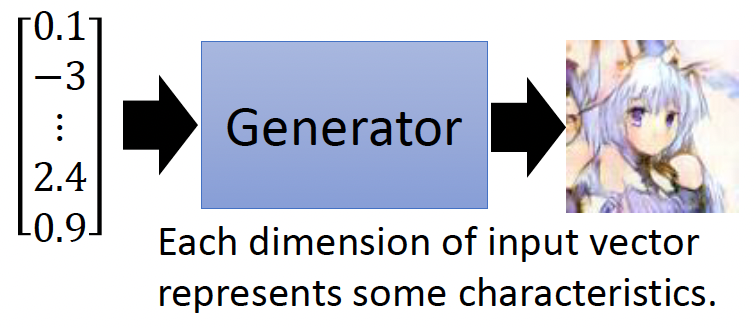 0.1
−3
⋮
2.4
0.9
Generator
Each dimension of input vector
represents some characteristics.